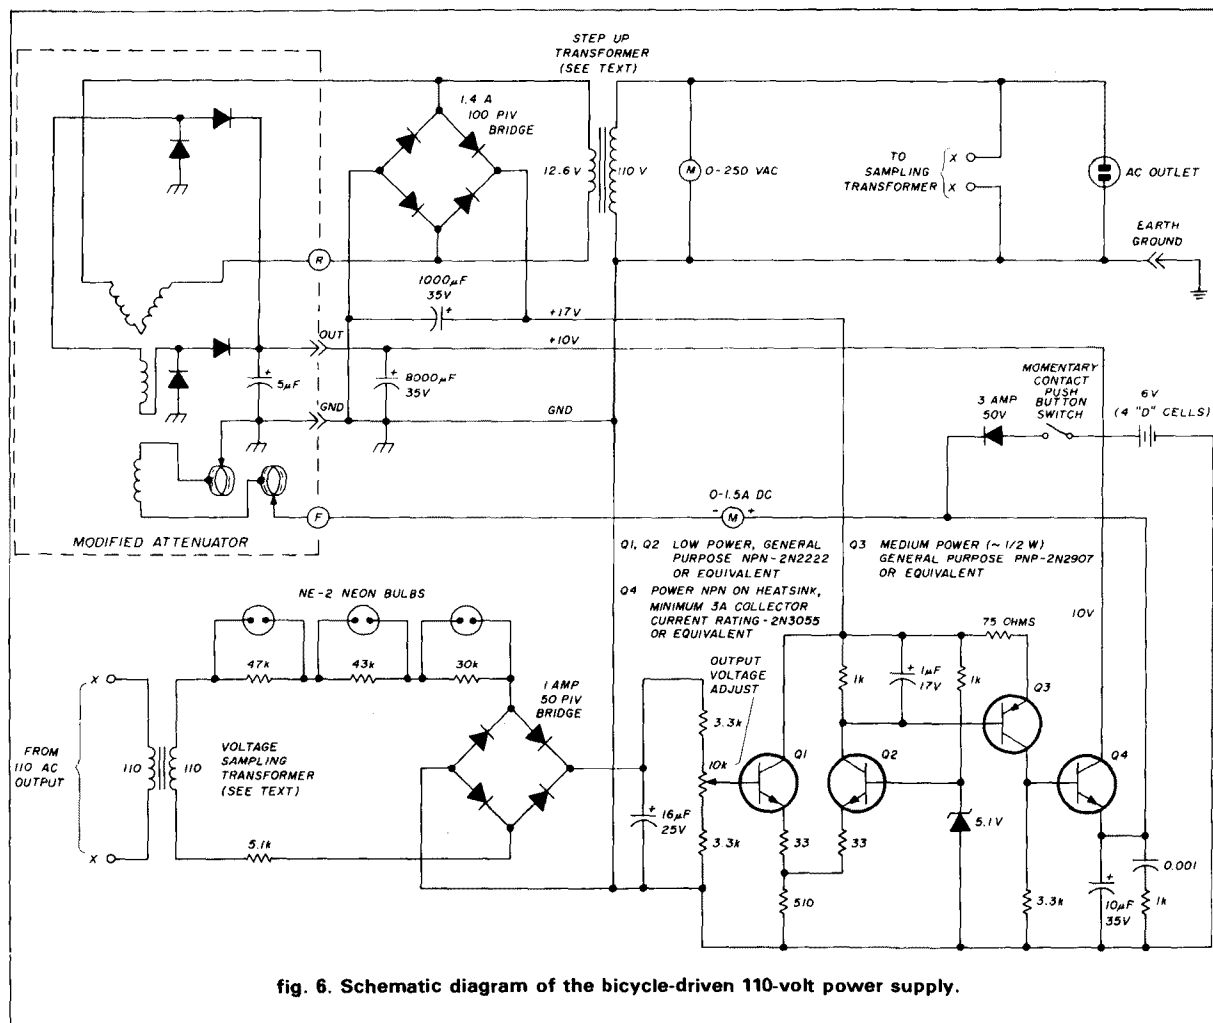 STEP UP
TRANSFORMER
(SEE TEXT)
1.4 A
100 PIV
BRIDGE
12.6 V
110 V
M
0-250 VAC
TO
SAMPLING
TRANSFORMER
X
X
AC OUTLET
EARTH
GROUND
R
1000µF
35V
+
+17V
OUT
+10V
+
5µF
+
8000µF
35V
GND
GND
MOMENTARY
CONTACT
PUSH
BUTTON
SWITCH
3 AMP
50V
6V
(4 "D" CELLS)
0-1.5A DC
-
M
+
F
MODIFIED ATTENUATOR
Q1, Q2 LOW POWER, GENERAL
PURPOSE NPN-2N2222
OR EQUIVALENT
Q4 POWER NPN ON HEATSINK,
MINIMUM 3A COLLECTOR
CURRENT RATING-2N3055
OR EQUIVALENT
Q3 MEDIUM POWER (~ 1/2 W)
GENERAL PURPOSE PNP-2N2907
OR EQUIVALENT
NE-2 NEON BULBS
47k
43k
30k
1 AMP
50 PIV
BRIDGE
OUTPUT
VOLTAGE
ADJUST
75 OHMS
10V
X
FROM
110 AC
OUTPUT
X
110
110
VOLTAGE
SAMPLING
TRANSFORMER
(SEE TEXT)
5.1k
+
16µF
25V
3.3k
10k
3.3k
Q1
1k
+
1µF
17V
1k
Q2
Q3
Q4
33
33
510
5.1V
3.3k
+
10µF
35V
0.001
1k
fig. 6. Schematic diagram of the bicycle-driven 110-volt power supply.